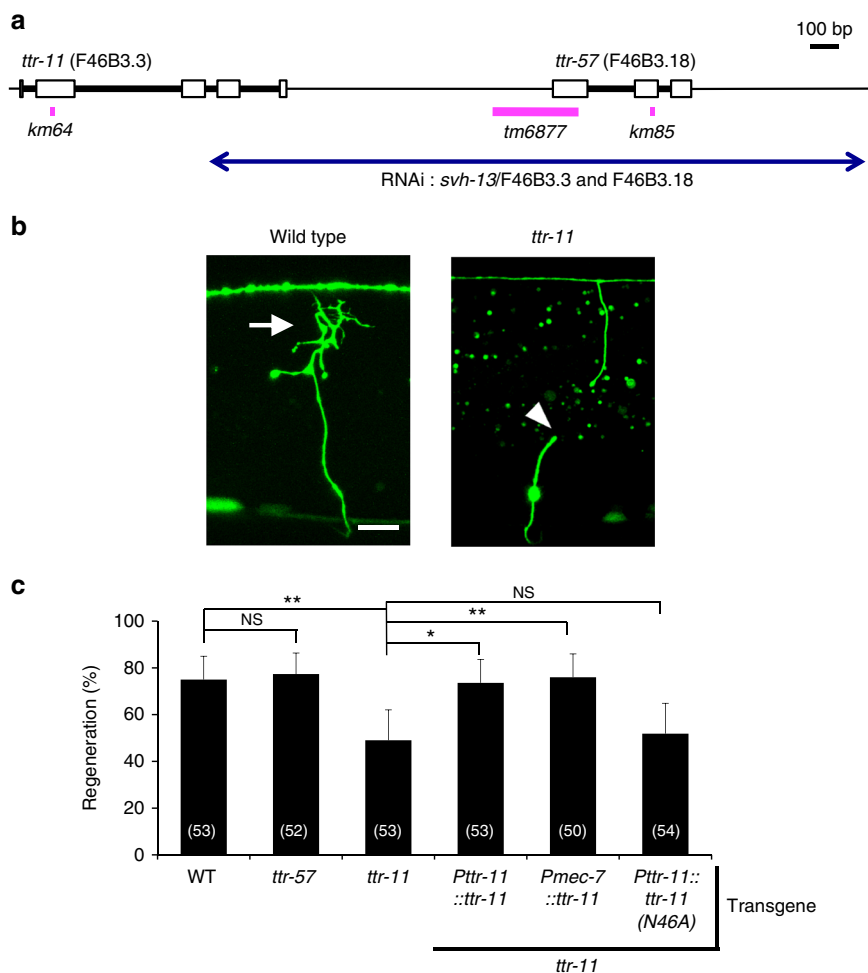 a
100 bp
ttr-11 (F46B3.3)
ttr-57 (F46B3.18)
km64
tm6877
km85
RNAi : svh-13/F46B3.3 and F46B3.18
b
Wild type
ttr-11
c
NS
**
**
NS
*
100
80
60
40
20
0
Regeneration (%)
(53)
(52)
(53)
(53)
(50)
(54)
WT
ttr-57
ttr-11
Pttr-11
::ttr-11
Pmec-7
::ttr-11
Pttr-11::
ttr-11
(N46A)
Transgene
ttr-11